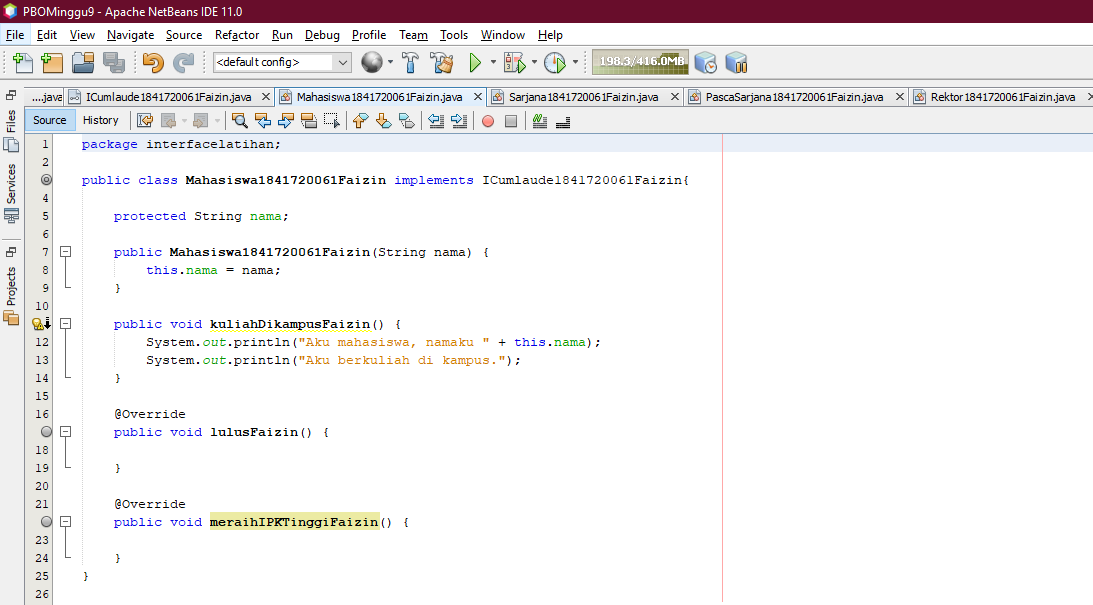 PBOMinggu9 - Apache NetBeans IDE 11.0
File Edit View Navigate Source Refactor Run Debug Profile Team Tools Window Help
<default config> 198.3/416.0MB
....java ICumlaude1841720061Faizin.java Mahasiswa1841720061Faizin.java Sarjana1841720061Faizin.java PascaSarjana1841720061Faizin.java Rektor1841720061Faizin.java
Files
Services
Projects
Source History
1 package interfacelatihan;
2
public class Mahasiswa1841720061Faizin implements ICumlaude1841720061Faizin{
4
5 protected String nama;
6
7 public Mahasiswa1841720061Faizin(String nama) {
8 this.nama = nama;
9 }
10
public void kuliahDikampusFaizin() {
12 System.out.println("Aku mahasiswa, namaku " + this.nama);
13 System.out.println("Aku berkuliah di kampus.");
14 }
15
16 @Override
public void lulusFaizin() {
18
19 }
20
21 @Override
public void meraihIPKTinggiFaizin() {
23
24 }
25 }
26